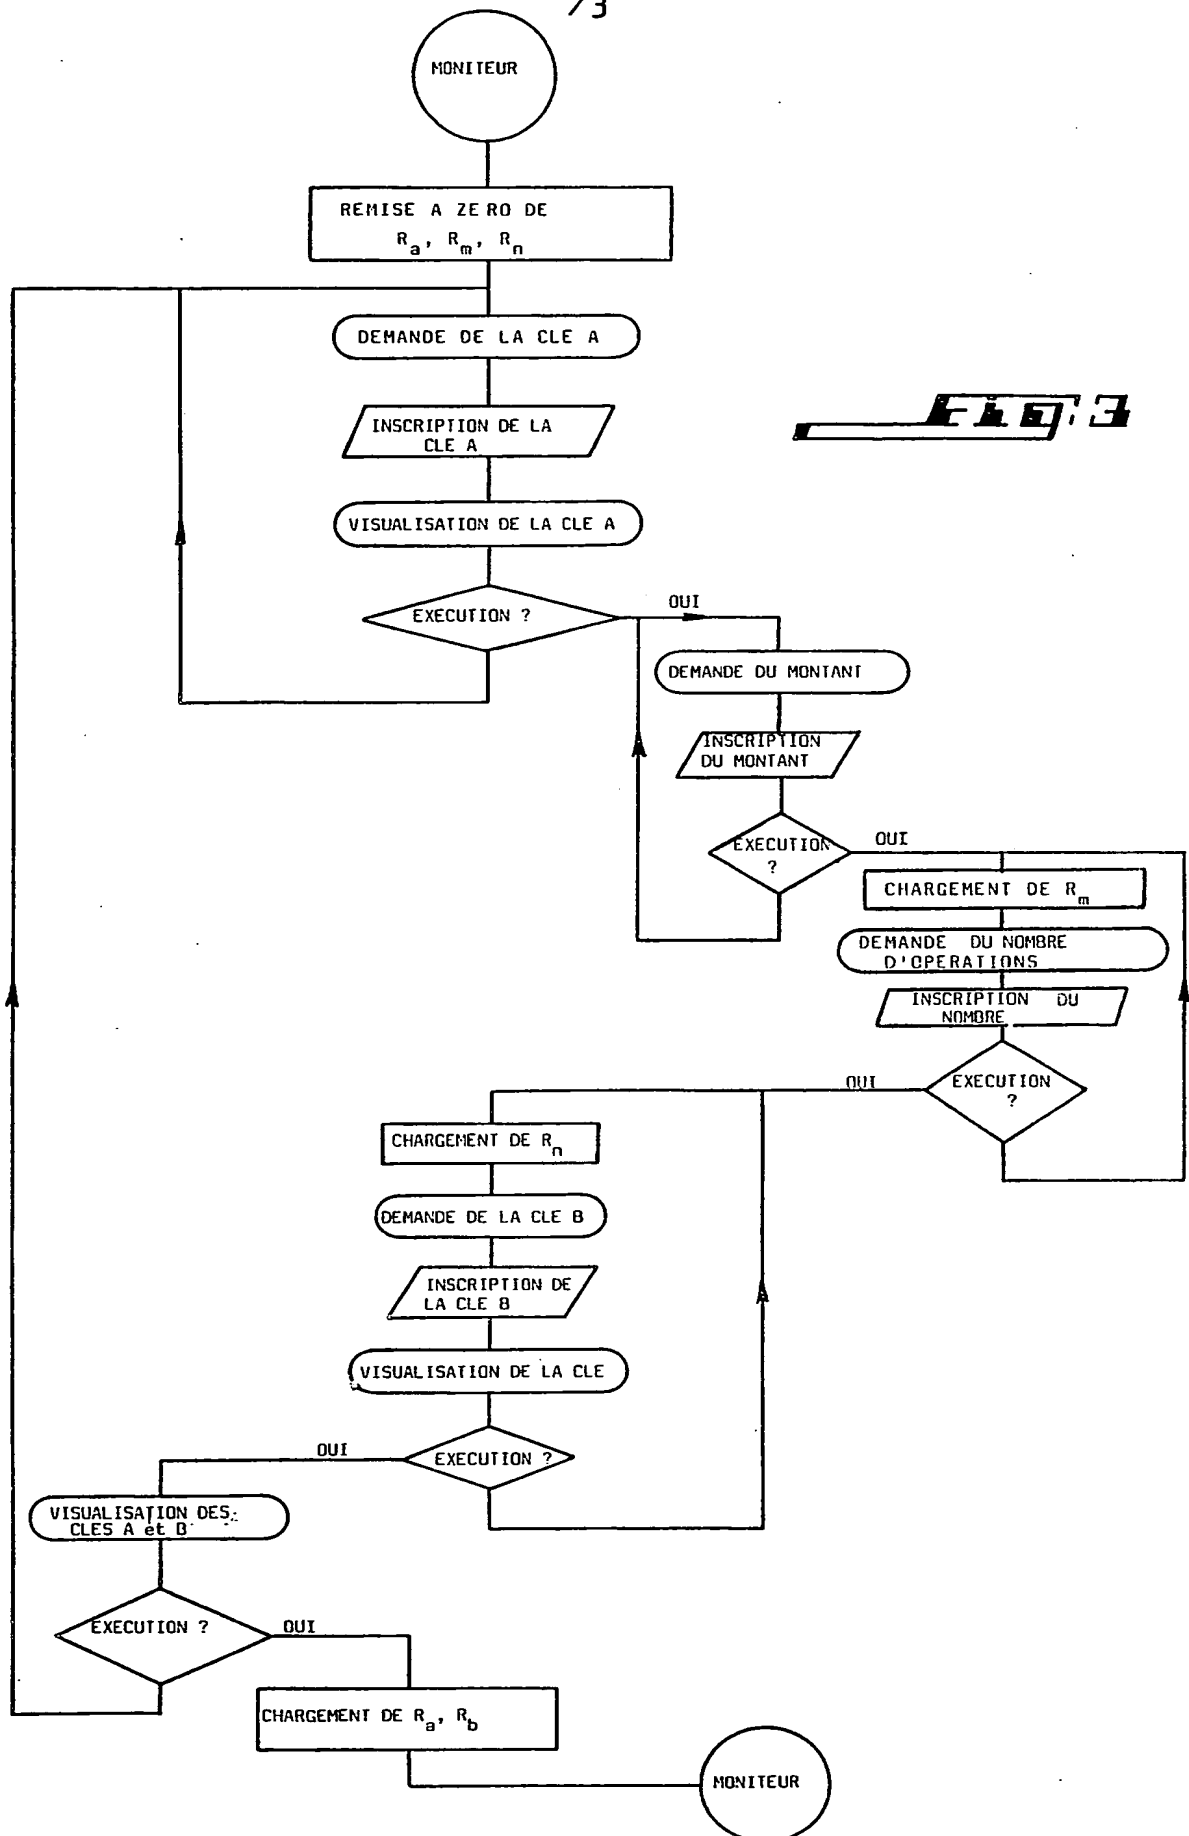 /3
MONITEUR
REMISE A ZERO DE
Ra, Rm, Rn
DEMANDE DE LA CLE A
INSCRIPTION DE LA
CLE A
Fig. 3
VISUALISATION DE LA CLE A
EXECUTION ?
OUI
DEMANDE DU MONTANT
INSCRIPTION
DU MONTANT
EXECUTION
?
OUI
CHARGEMENT DE Rm
DEMANDE DU NOMBRE
D'OPERATIONS
INSCRIPTION DU
NOMBRE
EXECUTION
?
OUI
CHARGEMENT DE Rn
DEMANDE DE LA CLE B
INSCRIPTION DE
LA CLE B
VISUALISATION DE LA CLE
EXECUTION ?
OUI
VISUALISATION DES
CLES A et B
EXECUTION ?
OUI
CHARGEMENT DE Ra, Rb
MONITEUR